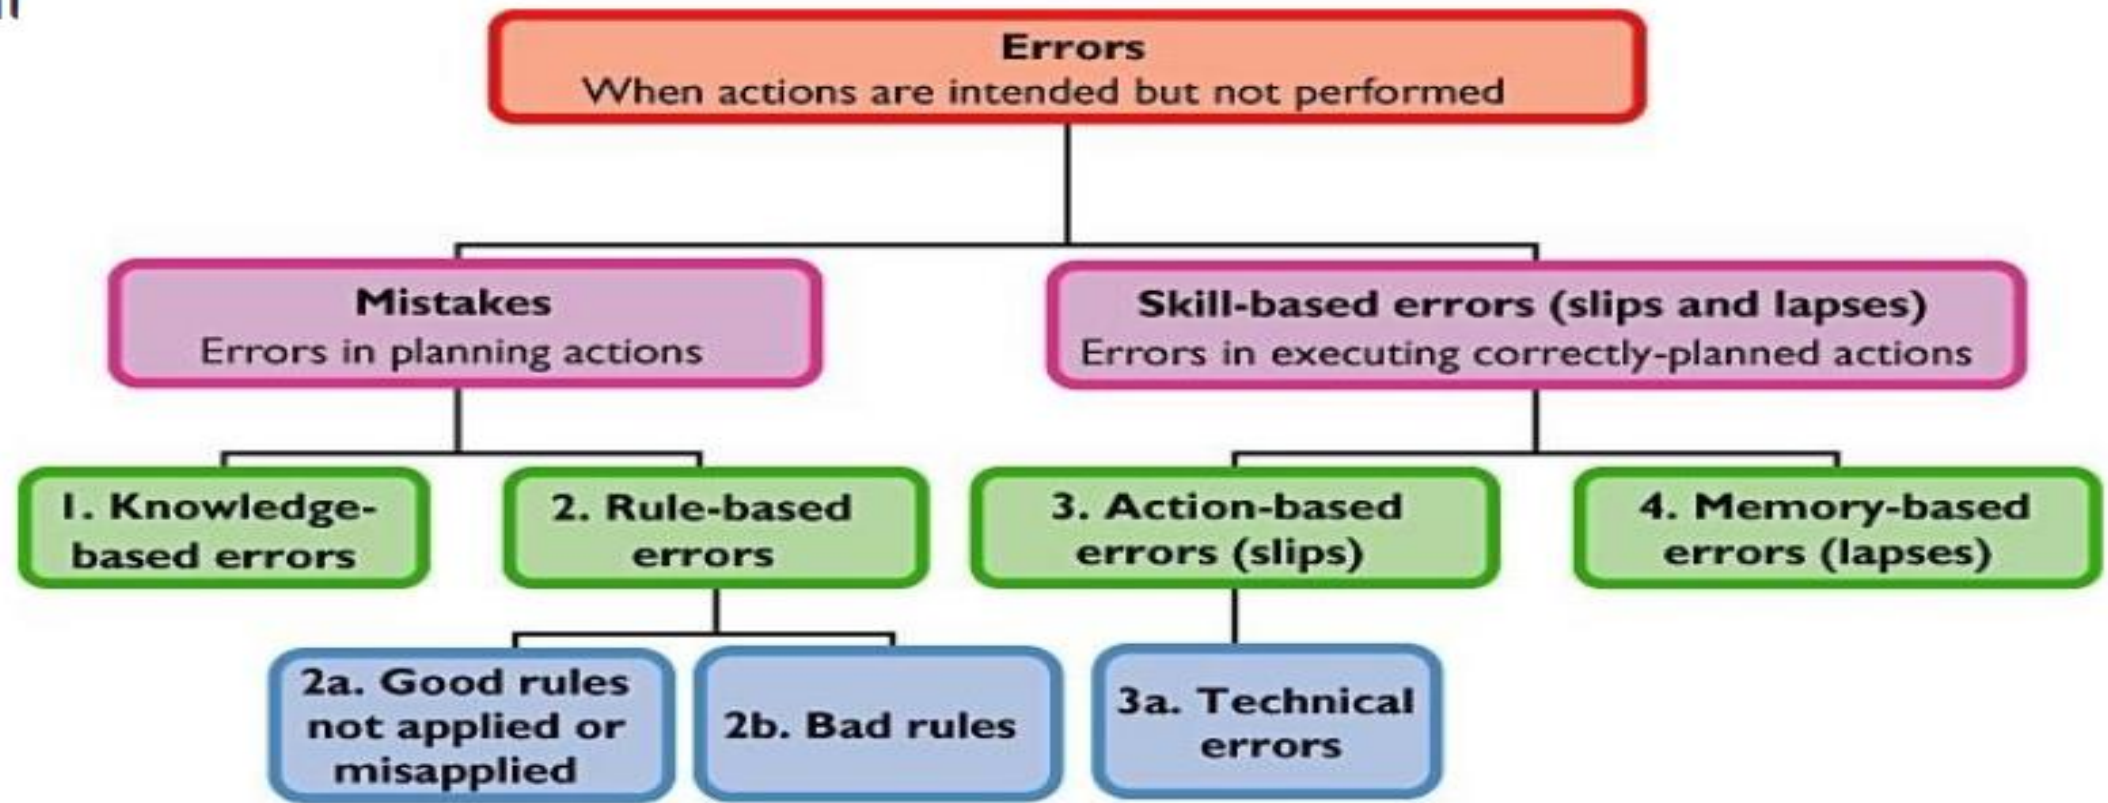 Errors
When actions are intended but not performed
Mistakes
Errors in planning actions
Skill-based errors (slips and lapses)
Errors in executing correctly-planned actions
1. Knowledge-
based errors
2. Rule-based
errors
3. Action-based
errors (slips)
4. Memory-based
errors (lapses)
2a. Good rules
not applied or
misapplied
2b. Bad rules
3a. Technical
errors